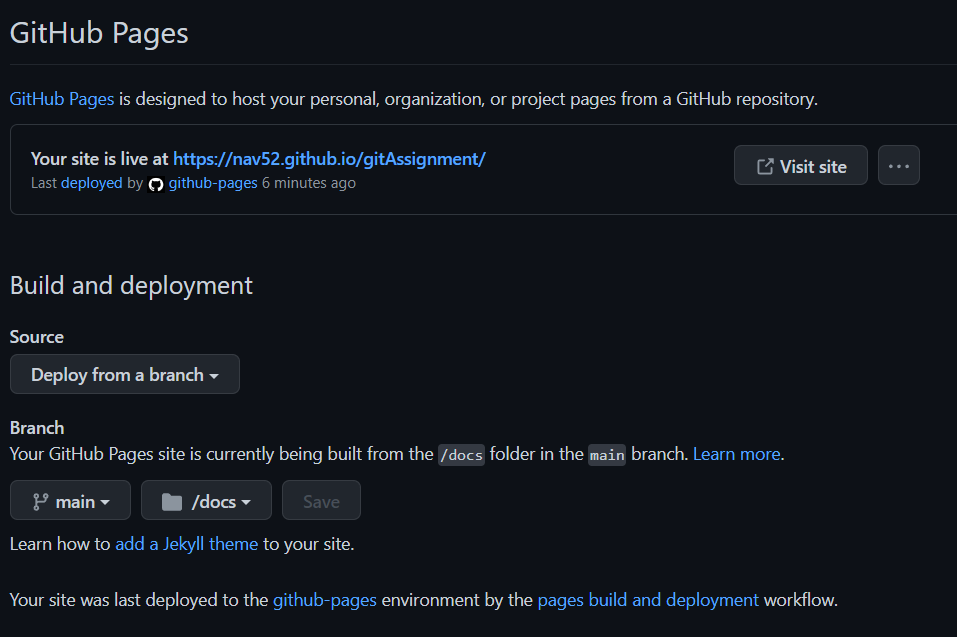 GitHub Pages
GitHub Pages is designed to host your personal, organization, or project pages from a GitHub repository.
Your site is live at https://nav52.github.io/gitAssignment/
Last deployed by github-pages 6 minutes ago
Visit site
Build and deployment
Source
Deploy from a branch
Branch
Your GitHub Pages site is currently being built from the /docs folder in the main branch. Learn more.
main /docs Save
Learn how to add a Jekyll theme to your site.
Your site was last deployed to the github-pages environment by the pages build and deployment workflow.